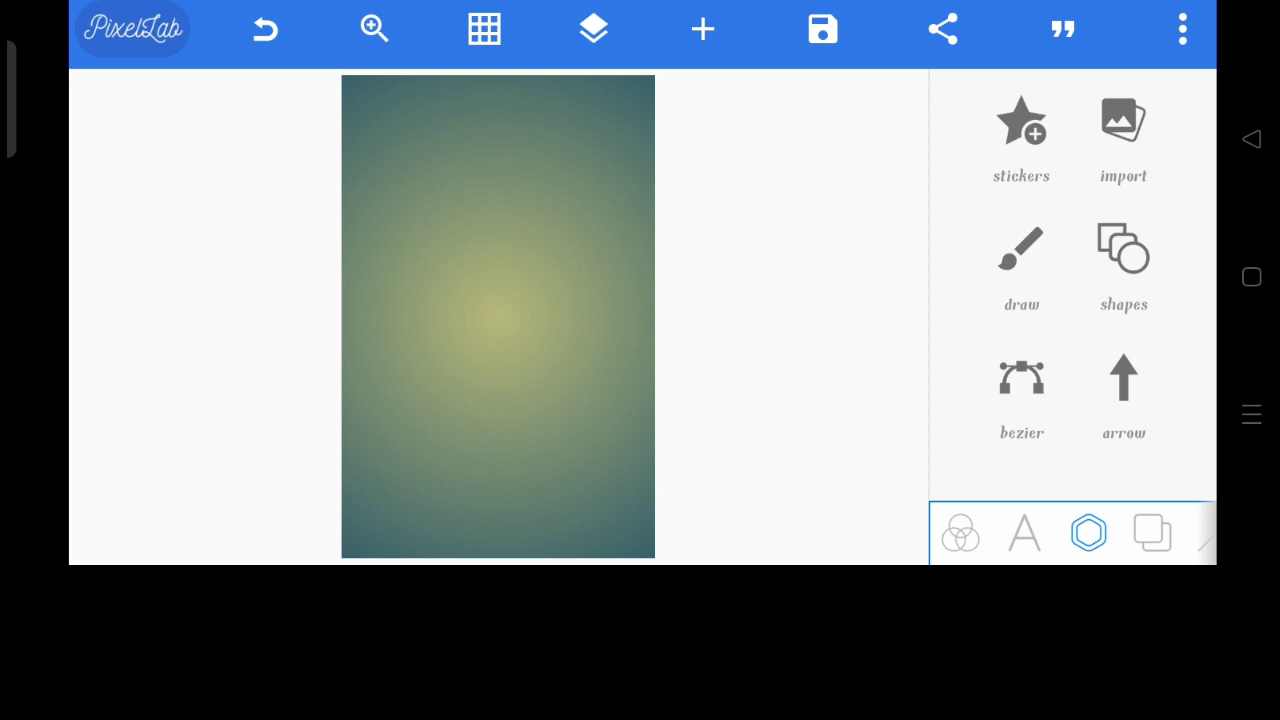 PixelLab
stickers
import
draw
shapes
bezier
arrow